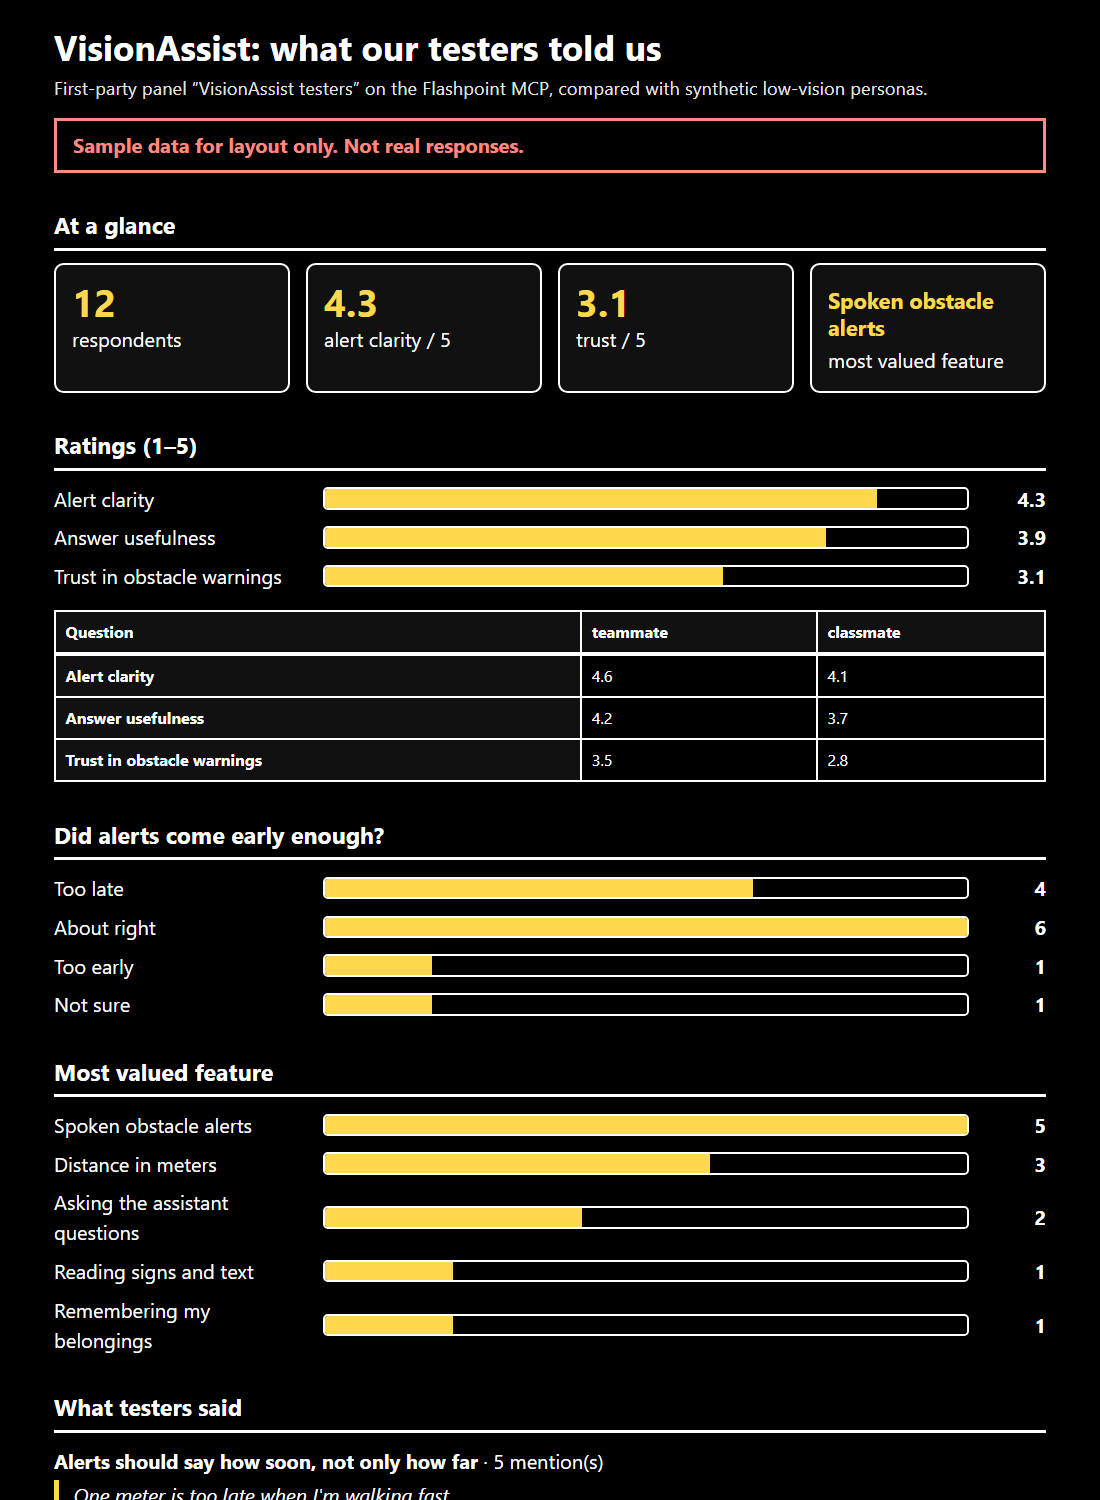 VisionAssist: what our testers told us
First-party panel “VisionAssist testers” on the Flashpoint MCP, compared with synthetic low-vision personas.
Sample data for layout only. Not real responses.
At a glance
12
respondents
4.3
alert clarity / 5
3.1
trust / 5
Spoken obstacle
alerts
most valued feature
Ratings (1–5)
Alert clarity 4.3
Answer usefulness 3.9
Trust in obstacle warnings 3.1
Question teammate classmate
Alert clarity 4.6 4.1
Answer usefulness 4.2 3.7
Trust in obstacle warnings 3.5 2.8
Did alerts come early enough?
Too late 4
About right 6
Too early 1
Not sure 1
Most valued feature
Spoken obstacle alerts 5
Distance in meters 3
Asking the assistant
questions 2
Reading signs and text 1
Remembering my
belongings 1
What testers said
Alerts should say how soon, not only how far · 5 mention(s)
One meter is too late when I'm walking fast